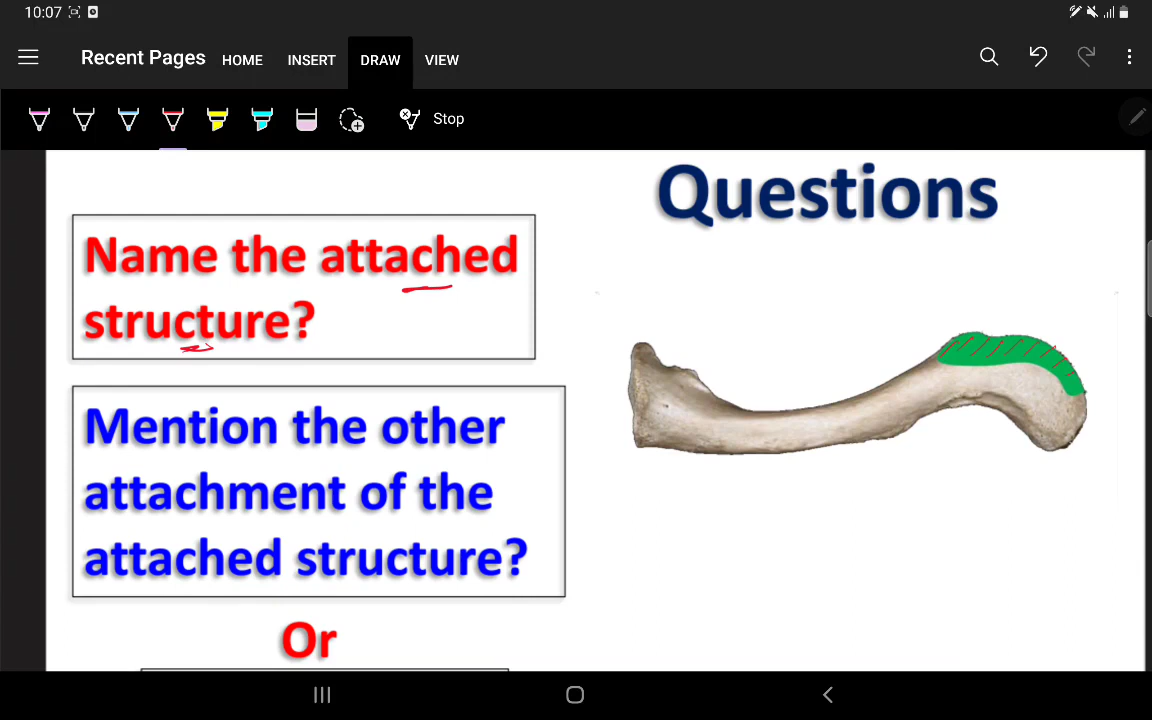 10:07
Recent Pages HOME INSERT DRAW VIEW
Stop
Questions
Name the attached
structure?
Mention the other
attachment of the
attached structure?
Or